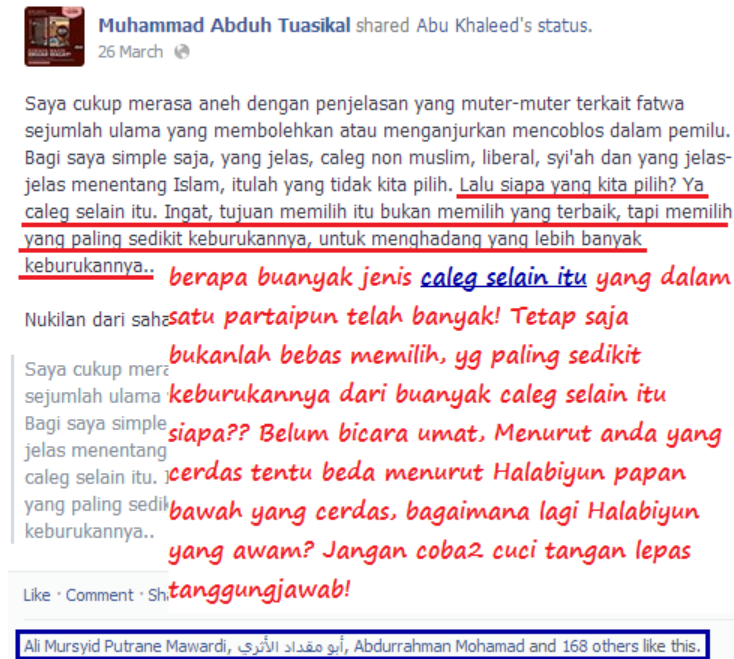 Muhammad Abduh Tuasikal shared Abu Khaleed's status.
26 March
Saya cukup merasa aneh dengan penjelasan yang muter-muter terkait fatwa
sejumlah ulama yang membolehkan atau menganjurkan mencoblos dalam pemilu.
Bagi saya simple saja, yang jelas, caleg non muslim, liberal, syi'ah dan yang jelas-
jelas menentang Islam, itulah yang tidak kita pilih. Lalu siapa yang kita pilih? Ya
caleg selain itu. Ingat, tujuan memilih itu bukan memilih yang terbaik, tapi memilih
yang paling sedikit keburukannya, untuk menghadang yang lebih banyak
keburukannya..
berapa buanyak jenis caleg selain itu yang dalam
satu partaipun telah banyak! Tetap saja
bukanlah bebas memilih, yg paling sedikit
keburukannya dari buanyak caleg selain itu
siapa?? Belum bicara umat, Menurut anda yang
cerdas tentu beda menurut Halabiyun papan
bawah yang cerdas, bagaimana lagi Halabiyun
yang awam? Jangan coba2 cuci tangan lepas
tanggungjawab!
Nukilan dari
Saya cukup
sejumlah ulama
Bagi saya simple
jelas menentang
caleg selain itu.
yang paling
keburukannya..
Like · Comment ·
Ali Mursyid Putrane Mawardi, أبو مقداد الأثري, Abdurrahman Mohamad and 168 others like this.